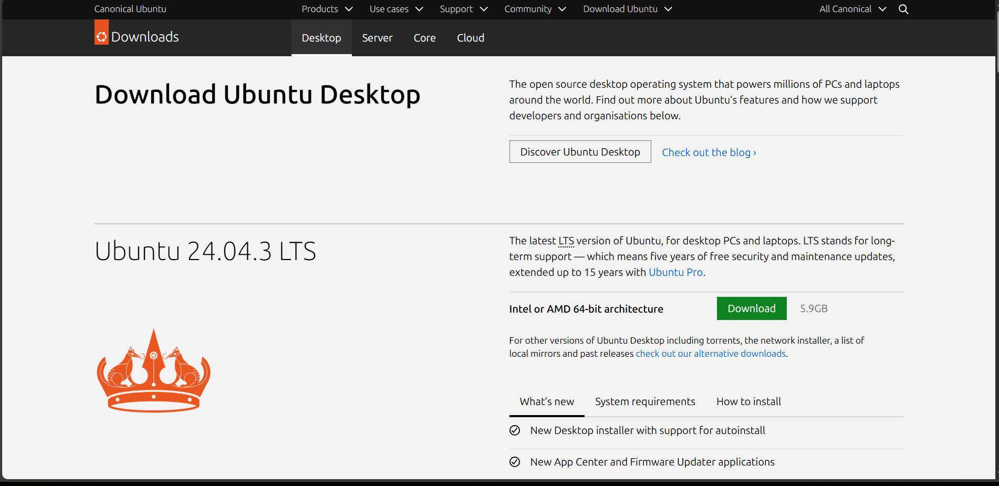 Canonical Ubuntu Products Use cases Support Community Download Ubuntu All Canonical
Downloads Desktop Server Core Cloud
Download Ubuntu Desktop
The open source desktop operating system that powers millions of PCs and laptops
around the world. Find out more about Ubuntu’s features and how we support
developers and organisations below.
Discover Ubuntu Desktop Check out the blog ›
Ubuntu 24.04.3 LTS
The latest LTS version of Ubuntu, for desktop PCs and laptops. LTS stands for long-
term support — which means five years of free security and maintenance updates,
extended up to 15 years with Ubuntu Pro.
Intel or AMD 64-bit architecture Download 5.9GB
For other versions of Ubuntu Desktop including torrents, the network installer, a list of
local mirrors and past releases check out our alternative downloads.
What’s new System requirements How to install
New Desktop installer with support for autoinstall
New App Center and Firmware Updater applications